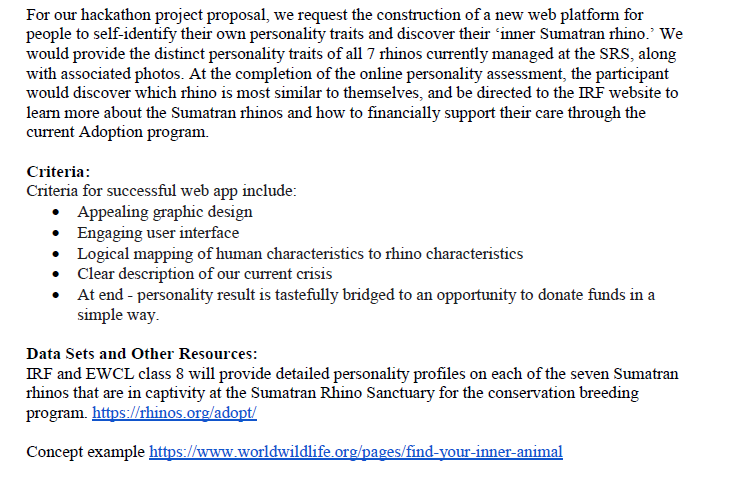 For our hackathon project proposal, we request the construction of a new web platform for
people to self-identify their own personality traits and discover their ‘inner Sumatran rhino.’ We
would provide the distinct personality traits of all 7 rhinos currently managed at the SRS, along
with associated photos. At the completion of the online personality assessment, the participant
would discover which rhino is most similar to themselves, and be directed to the IRF website to
learn more about the Sumatran rhinos and how to financially support their care through the
current Adoption program.
Criteria:
Criteria for successful web app include:
• Appealing graphic design
• Engaging user interface
• Logical mapping of human characteristics to rhino characteristics
• Clear description of our current crisis
• At end - personality result is tastefully bridged to an opportunity to donate funds in a
simple way.
Data Sets and Other Resources:
IRF and EWCL class 8 will provide detailed personality profiles on each of the seven Sumatran
rhinos that are in captivity at the Sumatran Rhino Sanctuary for the conservation breeding
program. https://rhinos.org/adopt/
Concept example https://www.worldwildlife.org/pages/find-your-inner-animal